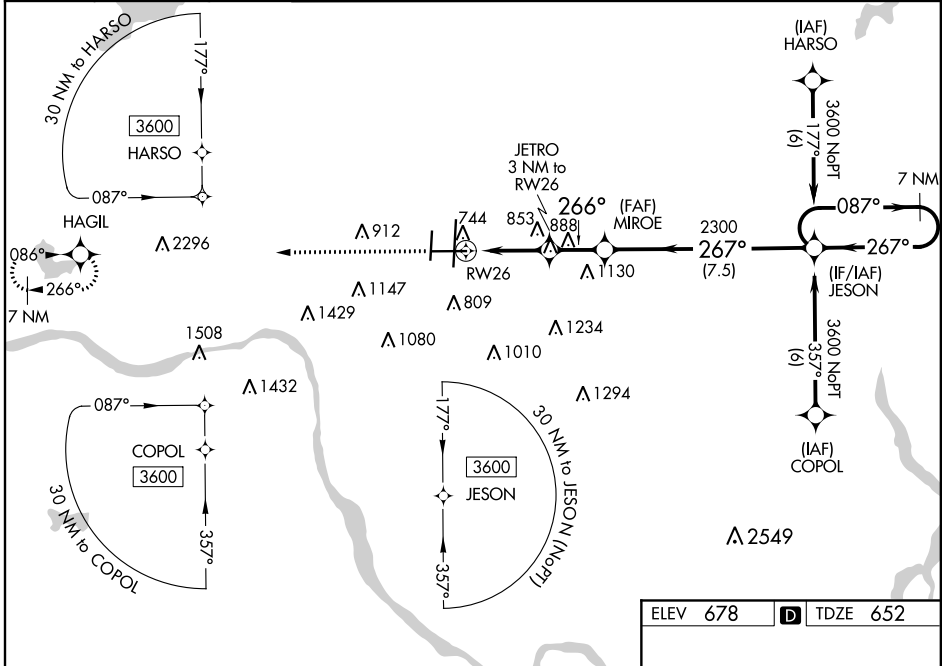 30 NM to HARSO
177°
3600
HARSO
087°
HAGIL
086°
266°
7 NM
2296
912
744
RW26
JETRO
3 NM to
RW26
853
888
266°
(FAF)
MIROE
1130
2300
267°
(7.5)
(IAF)
HARSO
3600 NoPT
177°
(6)
7 NM
087°
267°
(IF/IAF)
JESON
3600 NoPT
357°
(6)
(IAF)
COPOL
1147
1429
809
1080
1010
1234
1294
1508
1432
087°
COPOL
3600
357°
30 NM to COPOL
177°
3600
JESON
357°
30 NM to JESON (NoPT)
2549
ELEV 678 D TDZE 652